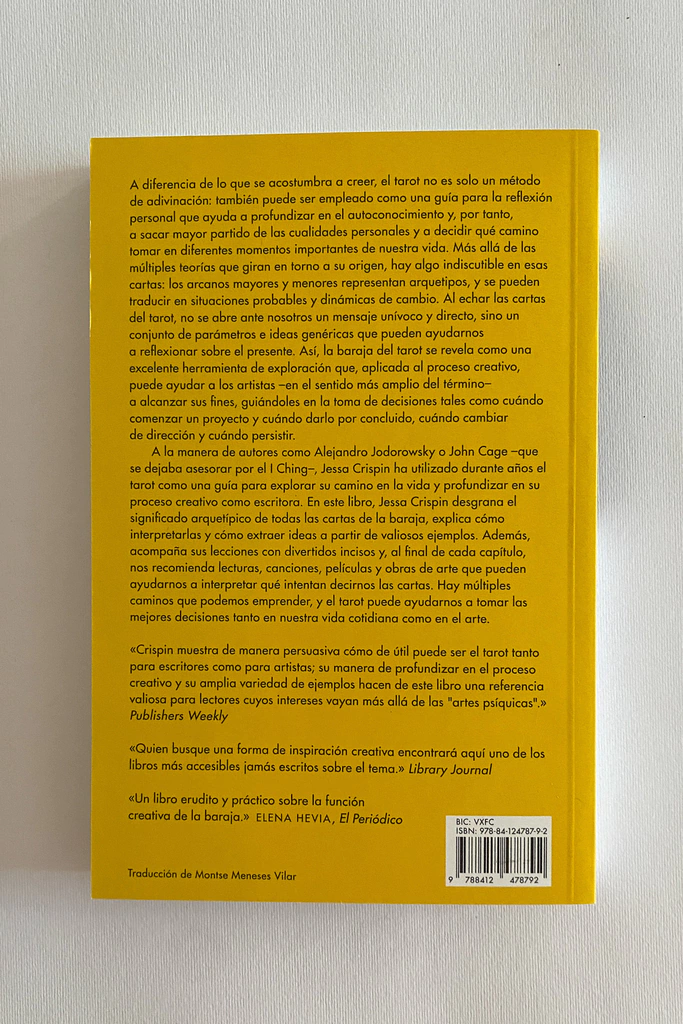 A diferencia de lo que se acostumbra a creer, el tarot no es solo un método
de adivinación: también puede ser empleado como una guía para la reflexión
personal que ayuda a profundizar en el autoconocimiento y, por tanto,
a sacar mayor partido de las cualidades personales y a decidir qué camino
tomar en diferentes momentos importantes de nuestra vida. Más allá de las
múltiples teorías que giran en torno a su origen, hay algo indiscutible en esas
cartas: los arcanos mayores y menores representan arquetipos, y se pueden
traducir en situaciones probables y dinámicas de cambio. Al echar las cartas
del tarot, no se abre ante nosotros un mensaje unívoco y directo, sino un
conjunto de parámetros e ideas genéricas que pueden ayudarnos
a reflexionar sobre el presente. Así, la baraja del tarot se revela como una
excelente herramienta de exploración que, aplicada al proceso creativo,
puede ayudar a los artistas –en el sentido más amplio del término–
a alcanzar sus fines, guiándoles en la toma de decisiones tales como cuándo
comenzar un proyecto y cuándo darlo por concluido, cuándo cambiar
de dirección y cuándo persistir.
A la manera de autores como Alejandro Jodorowsky o John Cage –que
se dejaba asesorar por el I Ching–, Jessa Crispin ha utilizado durante años el
tarot como una guía para explorar su camino en la vida y profundizar en su
proceso creativo como escritora. En este libro, Jessa Crispin desgrana el
significado arquetípico de todas las cartas de la baraja, explica cómo
interpretarlas y cómo extraer ideas a partir de valiosos ejemplos. Además,
acompaña sus lecciones con divertidos incisos y, al final de cada capítulo,
nos recomienda lecturas, canciones, películas y obras de arte que pueden
ayudarnos a interpretar qué intentan decirnos las cartas. Hay múltiples
caminos que podemos emprender, y el tarot puede ayudarnos a tomar las
mejores decisiones tanto en nuestra vida cotidiana como en el arte.
«Crispin muestra de manera persuasiva cómo de útil puede ser el tarot tanto
para escritores como para artistas; su manera de profundizar en el proceso
creativo y su amplia variedad de ejemplos hacen de este libro una referencia
valiosa para lectores cuyos intereses vayan más allá de las "artes psíquicas".»
Publishers Weekly
«Quien busque una forma de inspiración creativa encontrará aquí uno de los
libros más accesibles jamás escritos sobre el tema.» Library Journal
«Un libro erudito y práctico sobre la función
creativa de la baraja.» ELENA HEVIA, El Periódico
Traducción de Montse Meneses Vilar
BIC: VXFC
ISBN: 978-84-124787-9-2
9 788412 478792